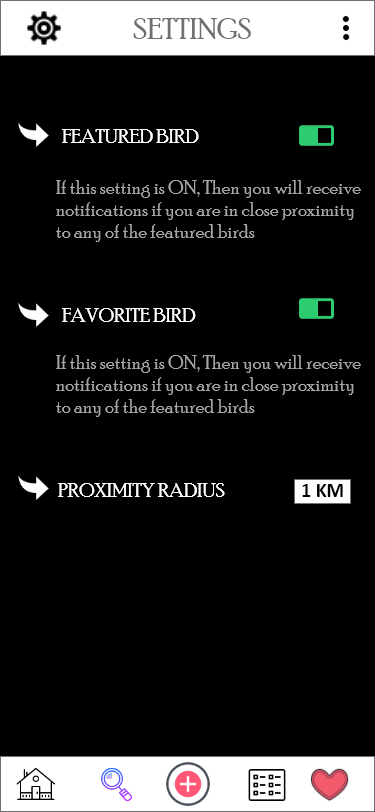 SETTINGS
FEATURED BIRD
If this setting is ON, Then you will receive
notifications if you are in close proximity
to any of the featured birds
FAVORITE BIRD
If this setting is ON, Then you will receive
notifications if you are in close proximity
to any of the featured birds
PROXIMITY RADIUS 1 KM